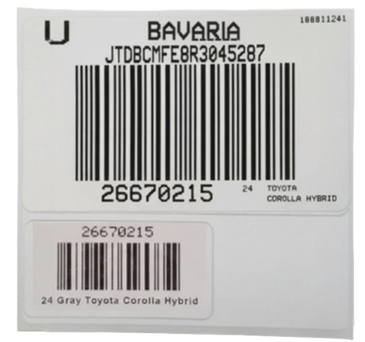 U
BAVARIA
188811241
JTDBCMFE8R3045287
26670215
24 TOYOTA
COROLLA HYBRID
26670215
24 Gray Toyota Corolla Hybrid